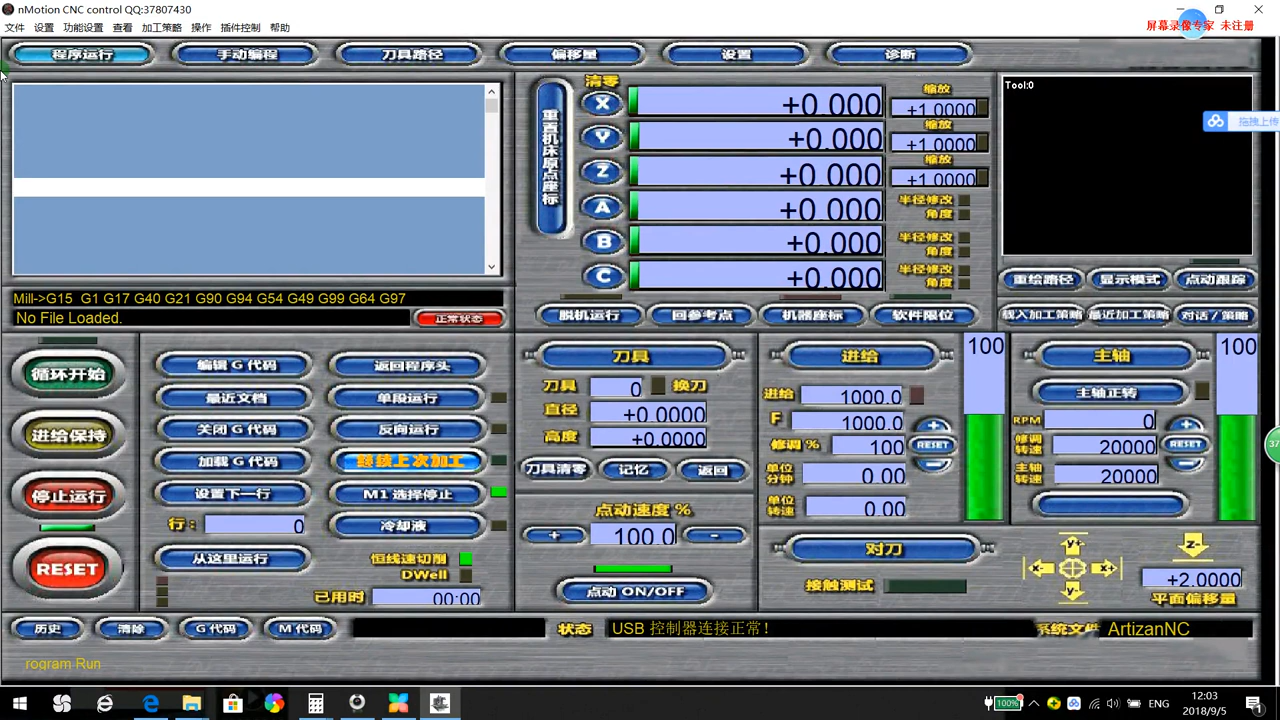 nMotion CNC control QQ:37807430
文件 设置 功能设置 查看 加工策略 操作 插件控制 帮助
屏幕录像专家 未注册
程序运行 手动编程 刀具路径 偏移量 设置 诊断
清零
重置机床原点座标
X +0.000 缩放 +1.0000
Y +0.000 缩放 +1.0000
Z +0.000 缩放 +1.0000
A +0.000 半径修改 角度
B +0.000 半径修改 角度
C +0.000 半径修改 角度
Tool:0
拖拽上传
重绘路径 显示模式 点动跟踪
Mill->G15 G1 G17 G40 G21 G90 G94 G54 G49 G99 G64 G97
No File Loaded. 正常状态
脱机运行 回参考点 机器座标 软件限位
载入加工策略 最近加工策略 对话 / 策略
循环开始
进给保持
停止运行
RESET
编辑 G 代码 返回程序头
最近文档 单段运行
关闭 G 代码 反向运行
加载 G 代码 继续上次加工
设置下一行 M1 选择停止
行: 0 冷却液
从这里运行 恒线速切削
DWell
已用时 00:00
刀具
刀具 0 换刀
直径 +0.0000
高度 +0.0000
刀具清零 记忆 返回
点动速度 %
+ 100.0 -
点动 ON/OFF
进给 100
进给 1000.0
F 1000.0 +
修调 % 100 RESET
单位 分钟 0.00 -
单位 转速 0.00
主轴 100
主轴正转
RPM 0 +
修调 转速 20000 RESET
主轴 转速 20000 -
对刀
接触测试
Y+
X- X+
Y-
Z-
+2.0000
平面偏移量
历史 清除 G 代码 M 代码
状态 USB 控制器连接正常！
系统文件 ArtizanNC
rogram Run
37
100%
ENG
12:03
2018/9/5
1